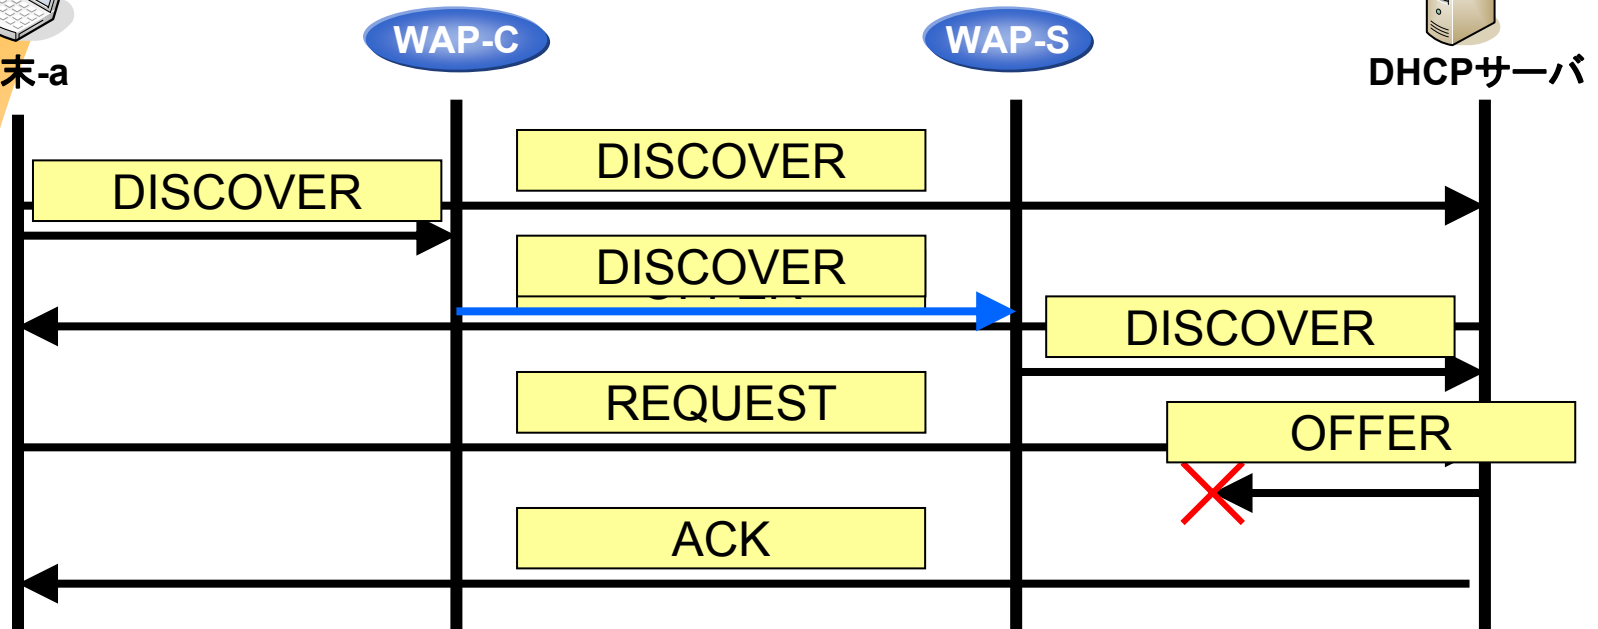 WAP-C
WAP-S
末-a
DHCPサーバ
DISCOVER
DISCOVER
DISCOVER
DISCOVER
REQUEST
OFFER
ACK